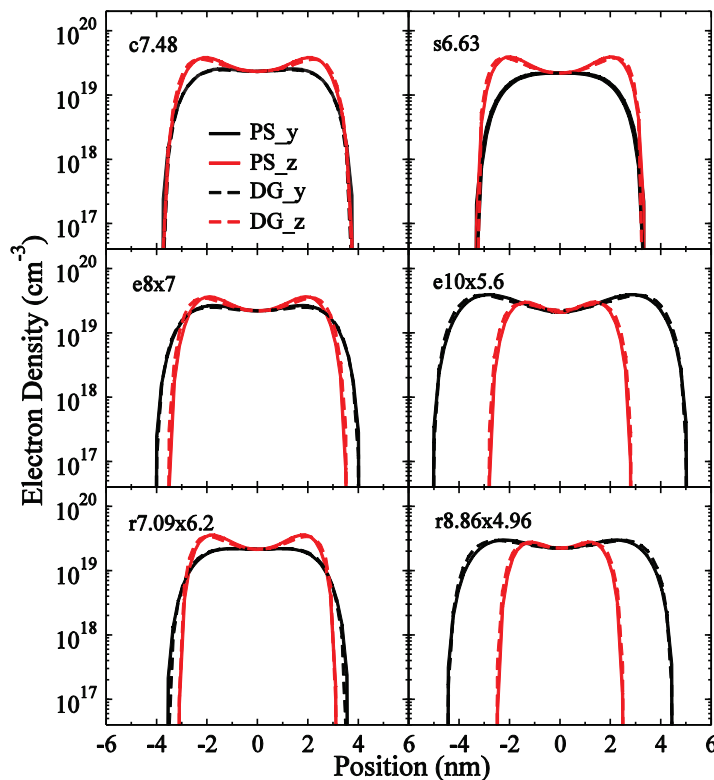 10^20
c7.48
s6.63
10^19
PS_y
PS_z
10^18
DG_y
DG_z
10^17
10^20
e8x7
e10x5.6
10^19
10^18
10^17
10^20
r7.09x6.2
r8.86x4.96
10^19
10^18
10^17
Electron Density (cm^-3)
-6 -4 -2 0 2 4 6 -4 -2 0 2 4 6
Position (nm)